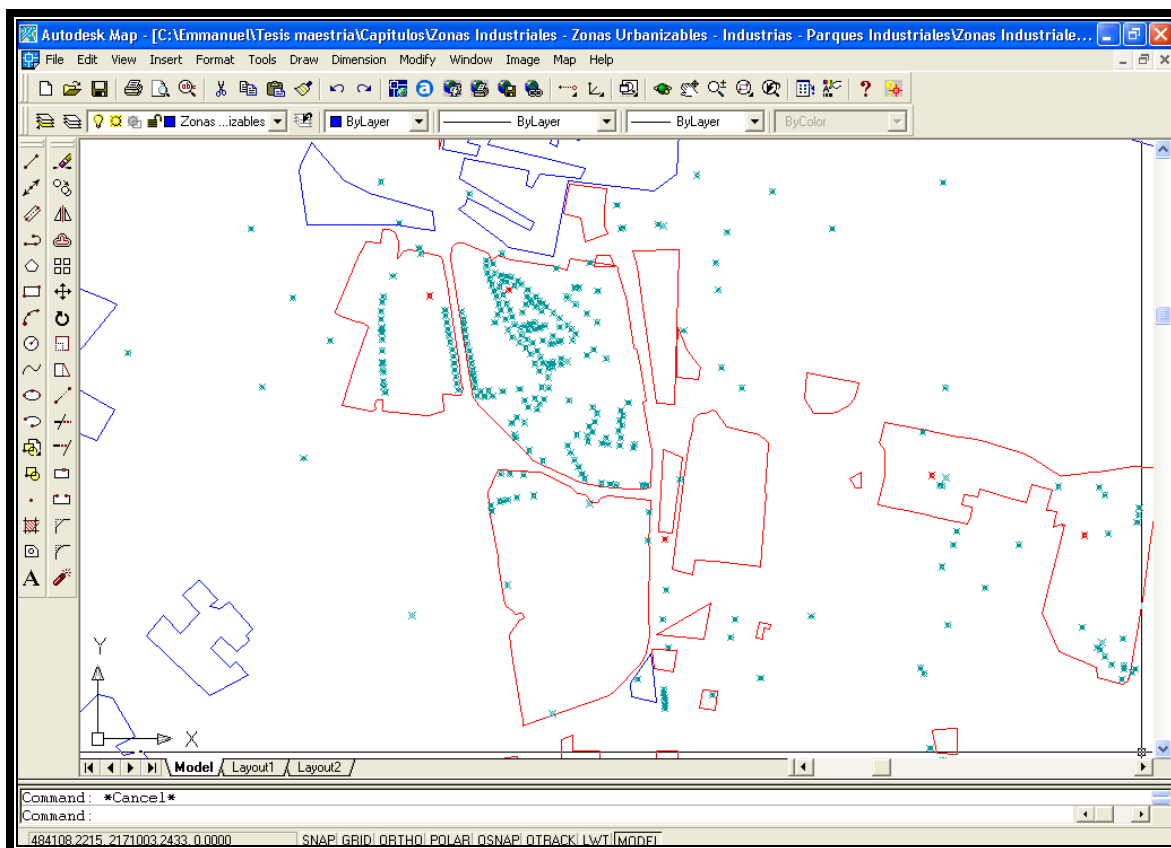 Autodesk Map - [C:\Emmanuel\Tesis maestria\Capitulos\Zonas Industriales - Zonas Urbanizables - Industrias - Parques Industriales\Zonas Industriale...
File Edit View Insert Format Tools Draw Dimension Modify Window Image Map Help
Zonas ...izables ByLayer ByLayer ByLayer ByColor
A
Y
X
Model Layout1 Layout2
Command: *Cancel*
Command:
484108.2215, 2171003.2433, 0.0000 SNAP GRID ORTHO POLAR OSNAP OTRACK LWT MODEL